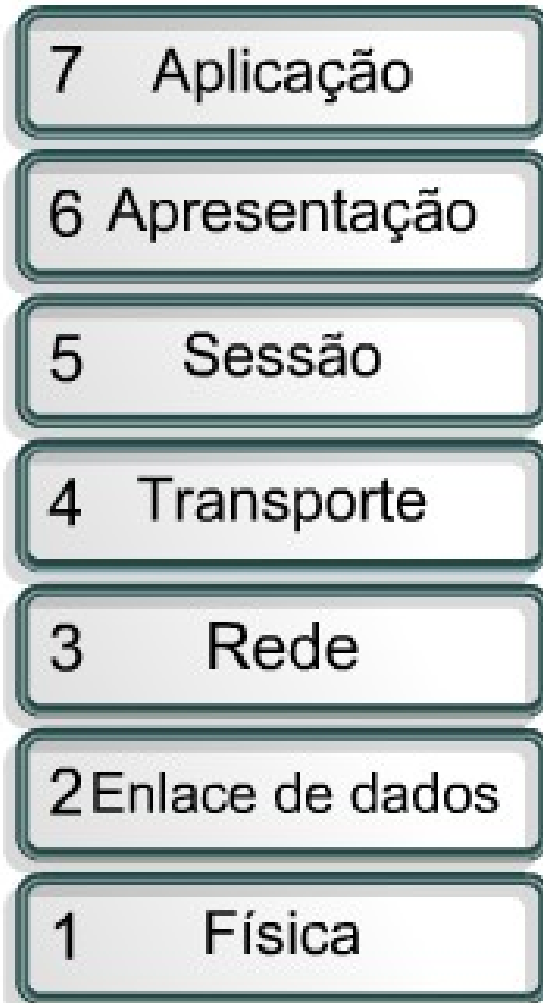 7 Aplicação
6 Apresentação
5 Sessão
4 Transporte
3 Rede
2 Enlace de dados
1 Física